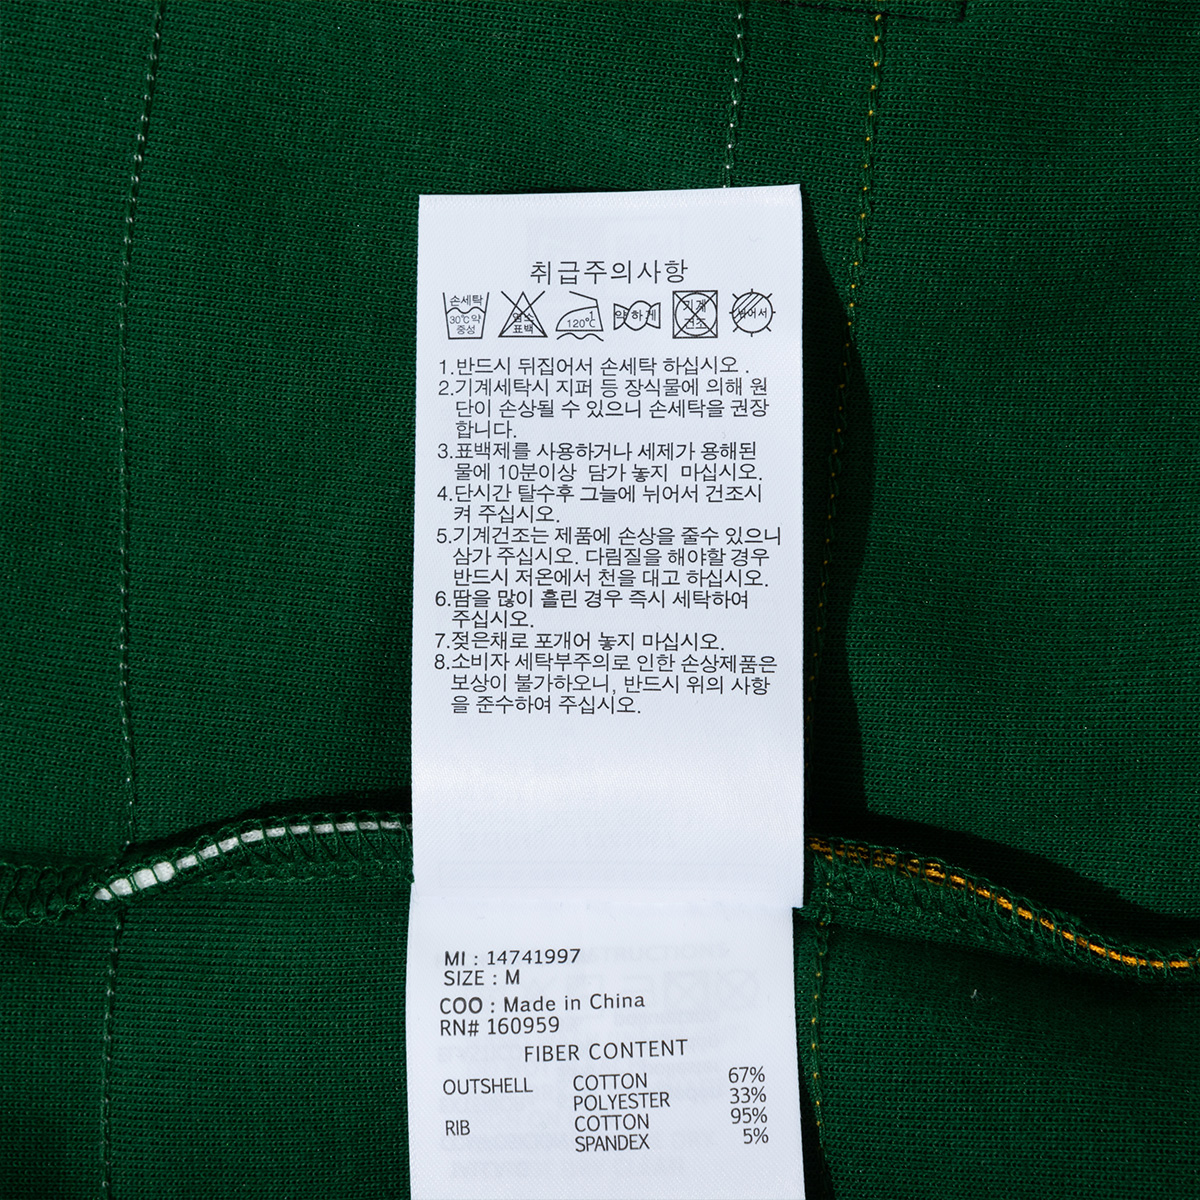 취급주의사항
손세탁
30℃약
중성
염소
표백
1
120℃
약하게
기계
건조
뉘어서
1.반드시 뒤집어서 손세탁 하십시오 .
2.기계세탁시 지퍼 등 장식물에 의해 원
단이 손상될 수 있으니 손세탁을 권장
합니다.
3.표백제를 사용하거나 세제가 용해된
물에 10분이상 담가 놓지 마십시오.
4.단시간 탈수후 그늘에 뉘어서 건조시
켜 주십시오.
5.기계건조는 제품에 손상을 줄수 있으니
삼가 주십시오. 다림질을 해야할 경우
반드시 저온에서 천을 대고 하십시오.
6.땀을 많이 흘린 경우 즉시 세탁하여
주십시오.
7.젖은채로 포개어 놓지 마십시오.
8.소비자 세탁부주의로 인한 손상제품은
보상이 불가하오니, 반드시 위의 사항
을 준수하여 주십시오.
MI : 14741997
SIZE : M
COO : Made in China
RN# 160959
FIBER CONTENT
OUTSHELL COTTON 67%
POLYESTER 33%
RIB COTTON 95%
SPANDEX 5%